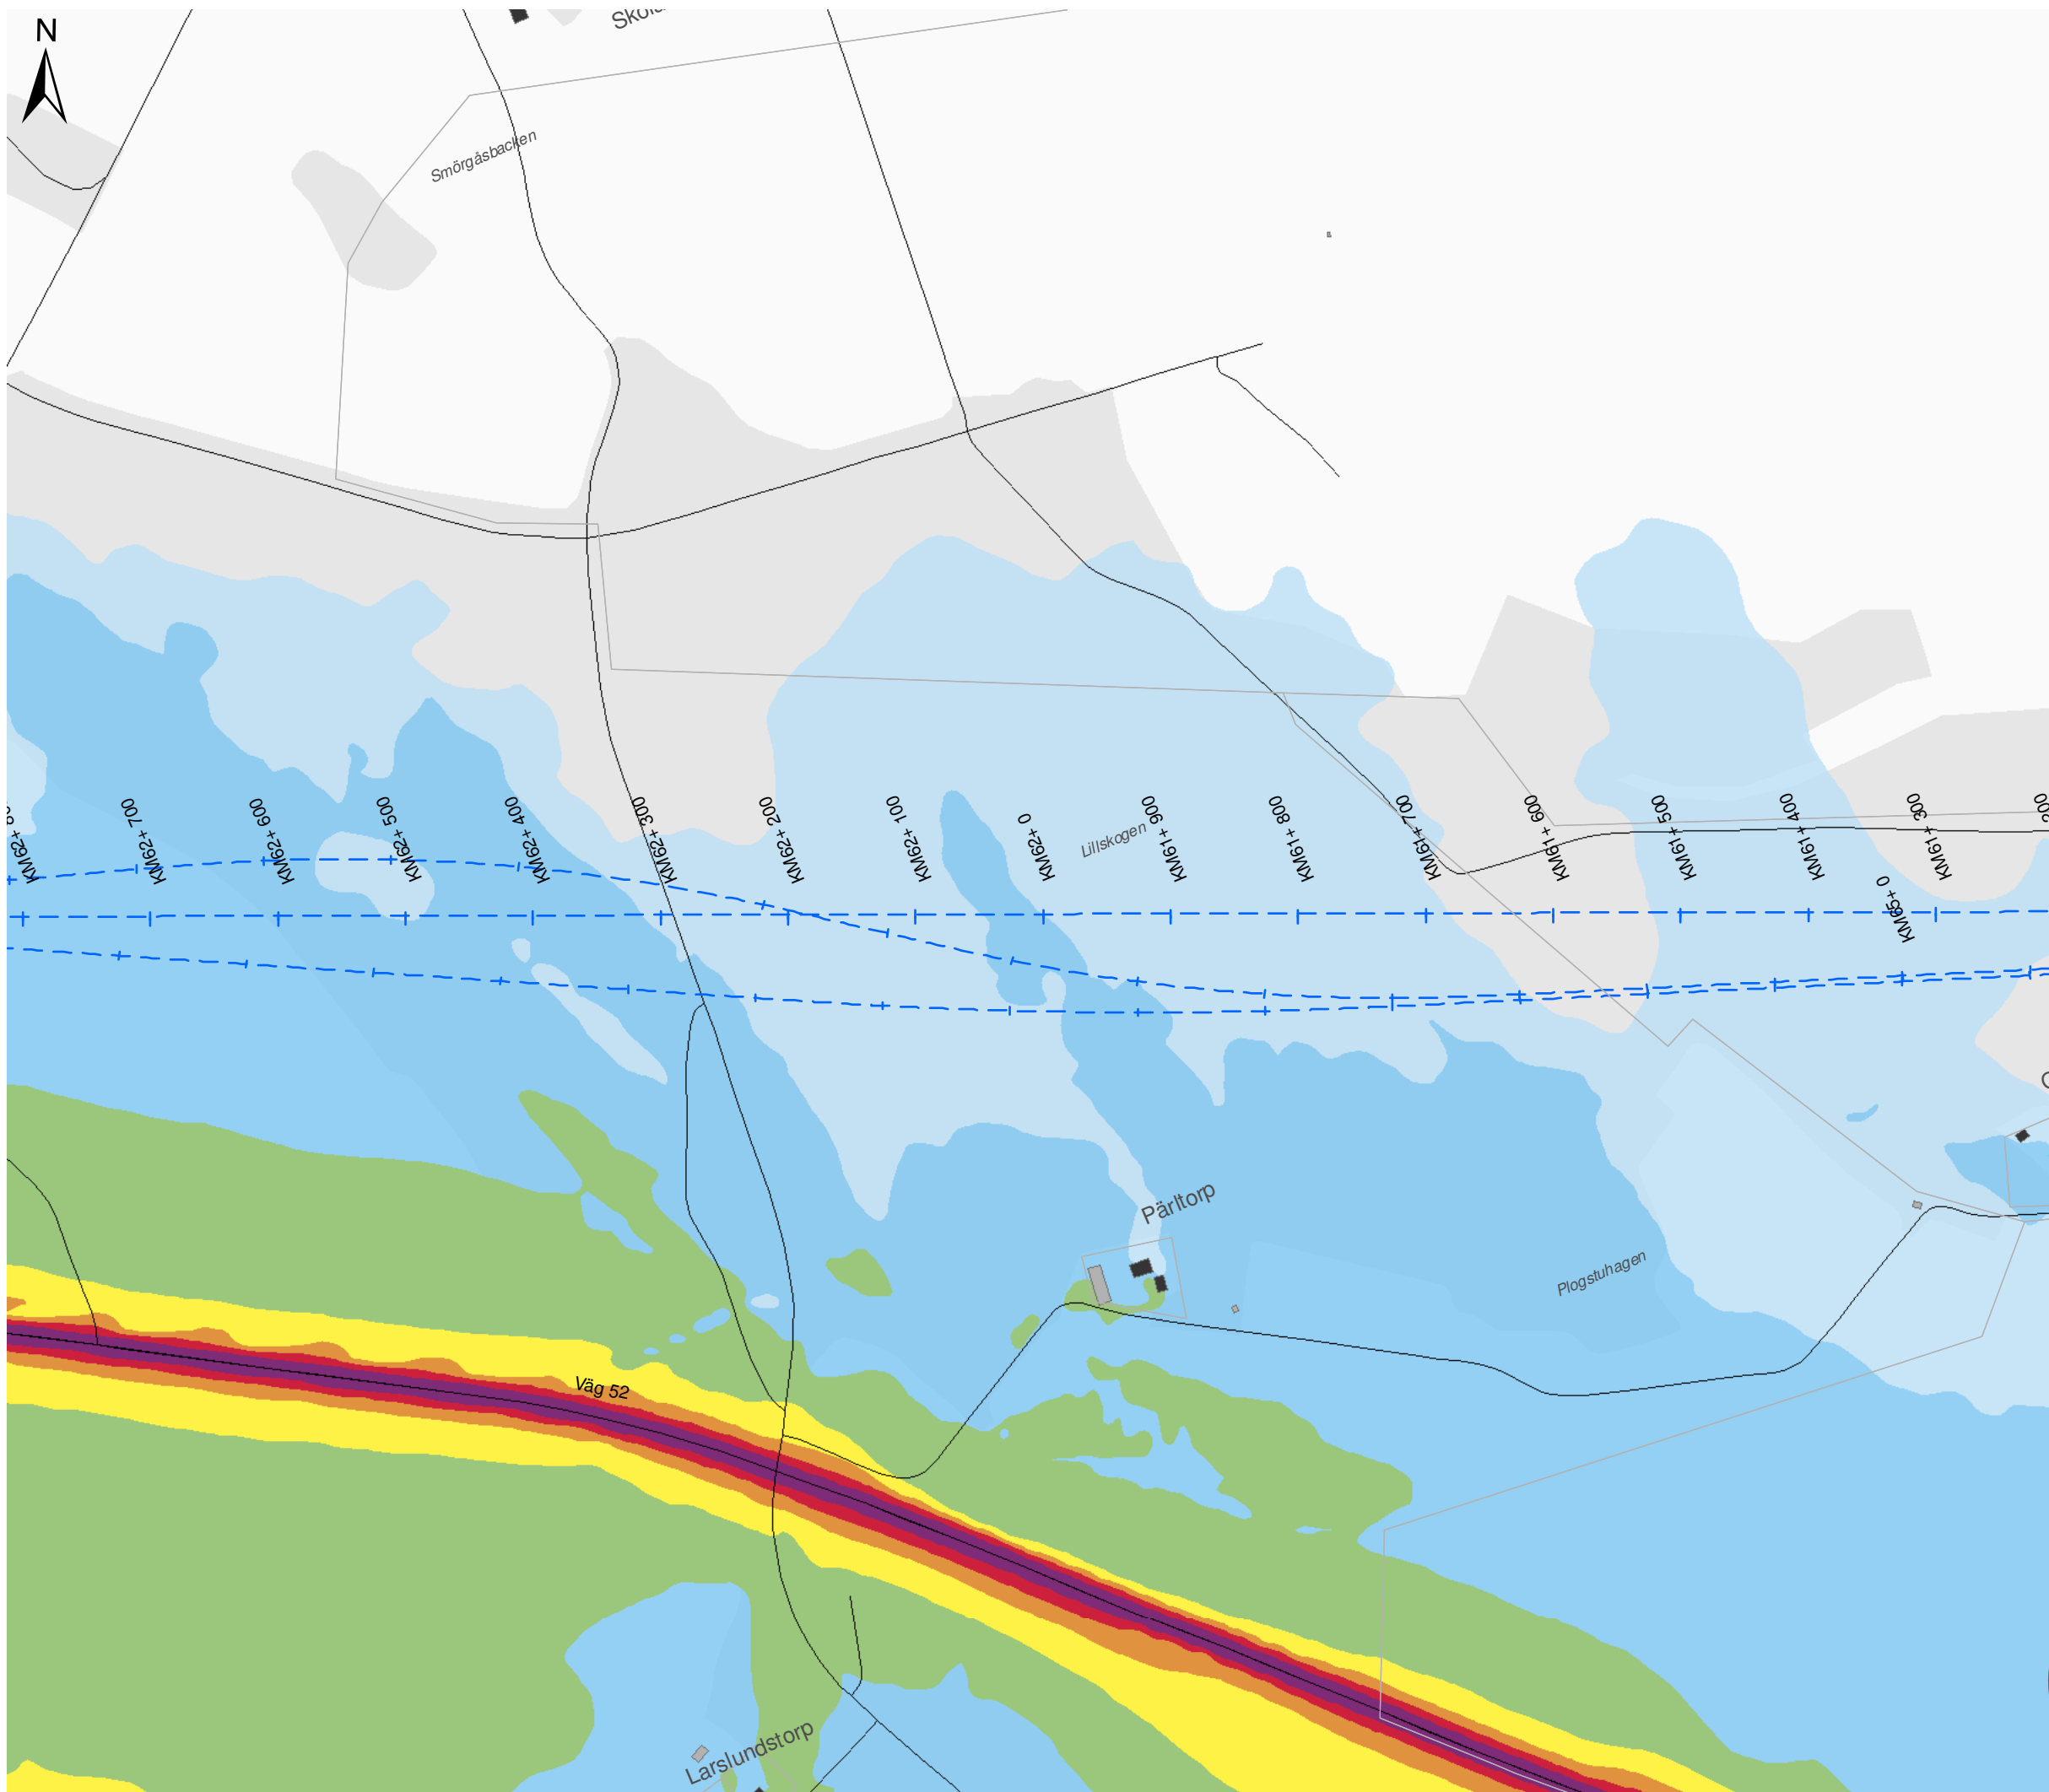 N
Smörgåsbacken
KM62+ 700
KM62+ 600
KM62+ 500
KM62+ 400
KM62+ 300
KM62+ 200
KM62+ 100
KM62+ 0
Lillskogen
KM61+ 900
KM61+ 800
KM61+ 700
KM61+ 600
KM61+ 500
KM61+ 400
KM61+ 300
KM65+ 0
Pärltorp
Plogstuhagen
Väg 52
Larslundstorp